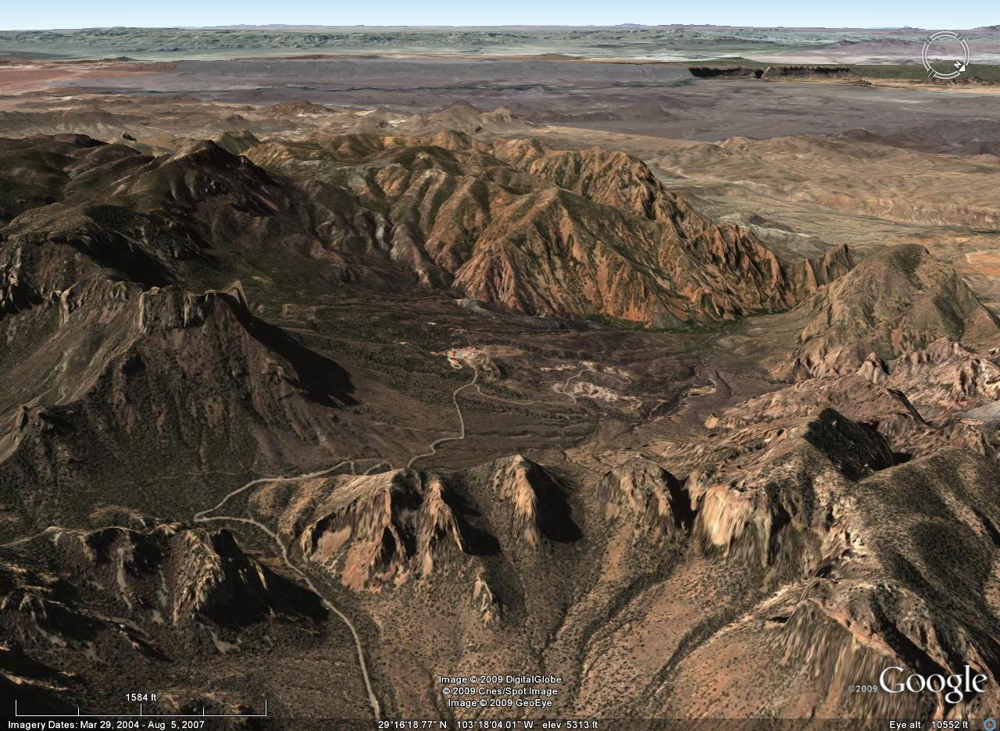 N
1584 ft
Image © 2009 DigitalGlobe
© 2009 Cnes/Spot Image
Image © 2009 GeoEye
©2009 Google
Imagery Dates: Mar 29, 2004 - Aug 5, 2007
29°16'18.77" N 103°18'04.01" W elev 5313 ft
Eye alt 10552 ft